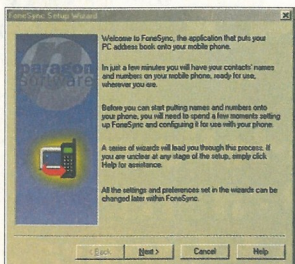 FoneSync Setup Wizard
paragon
software
Welcome to FoneSync, the application that puts your
PC address book onto your mobile phone.
In just a few minutes you will have your contacts' names
and numbers on your mobile phone, ready for use,
wherever you are.
Before you can start putting names and numbers onto
your phone, you will need to spend a few moments setting
up FoneSync and configuring it for use with your phone.
A series of wizards will lead you through this process. If
you are unclear at any stage of the setup, simply click
Help for assistance.
All the settings and preferences set in the wizards can be
changed later within FoneSync.
< Back
Next >
Cancel
Help